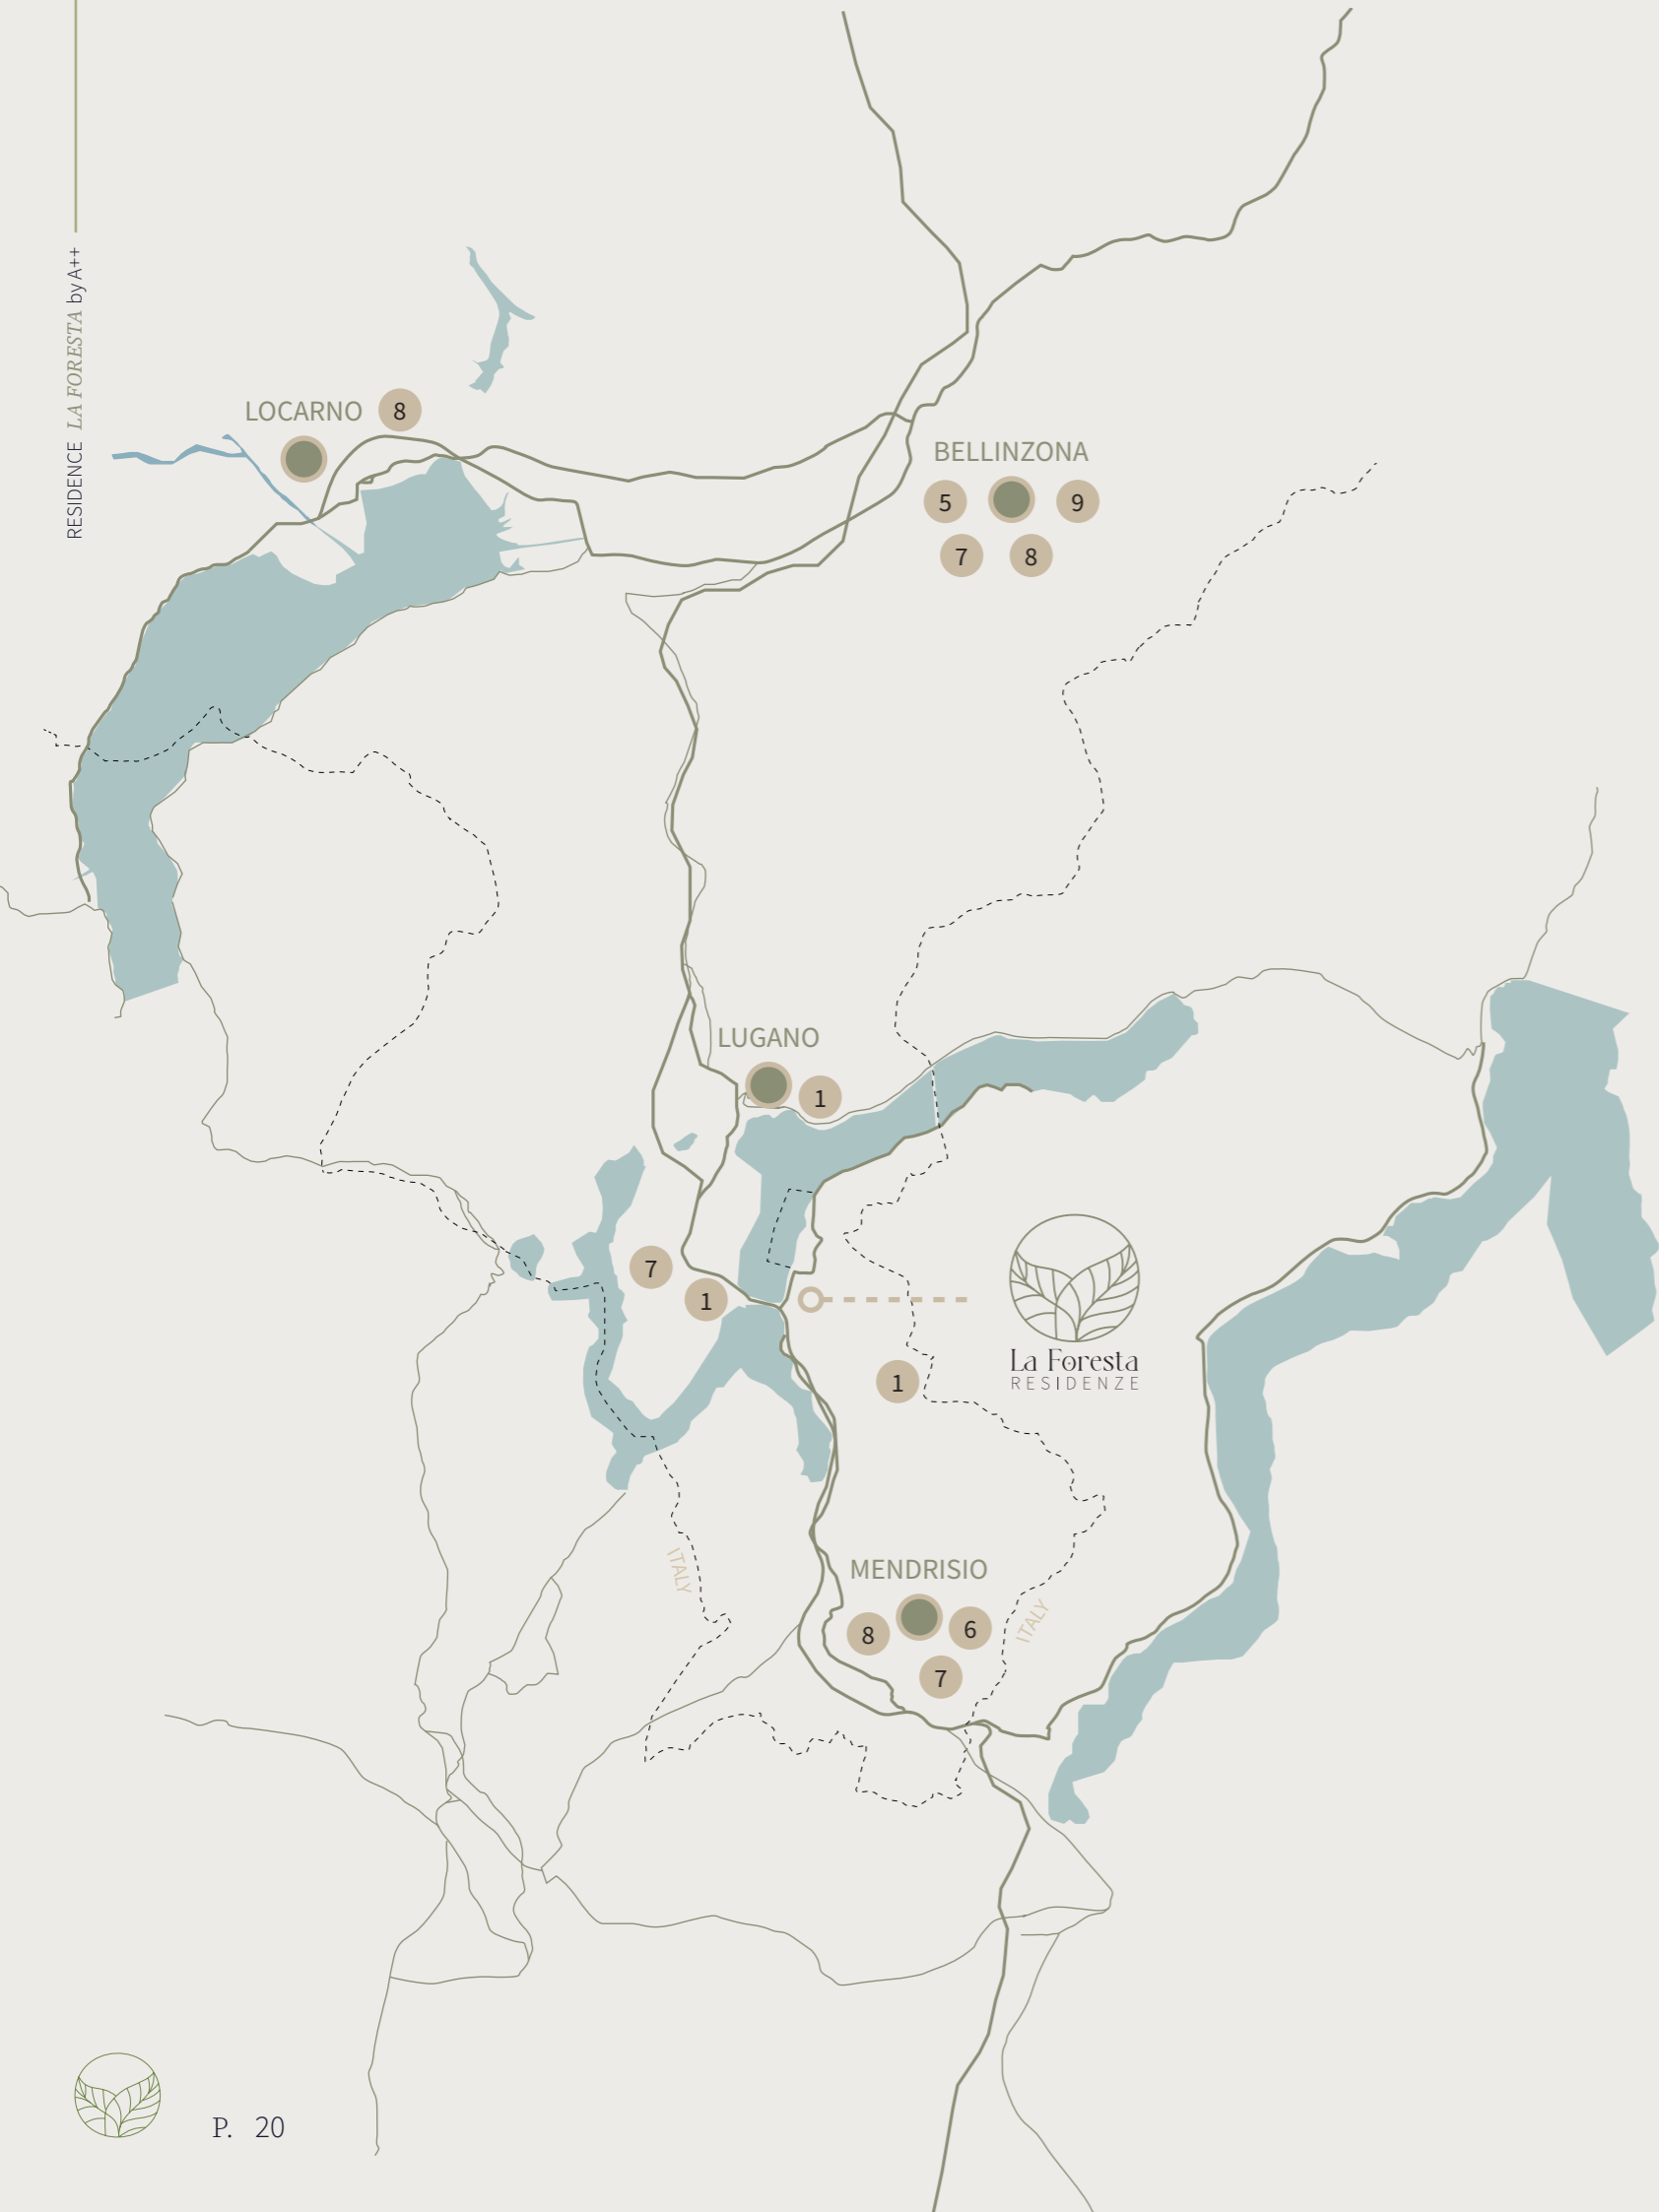 RESIDENCE LA FORESTA by A++
LOCARNO 8
BELLINZONA
5 9
7 8
LUGANO
1
7
1
La Foresta
RESIDENZE
1
ITALY
MENDRISIO
8 6
7
ITALY
P. 20